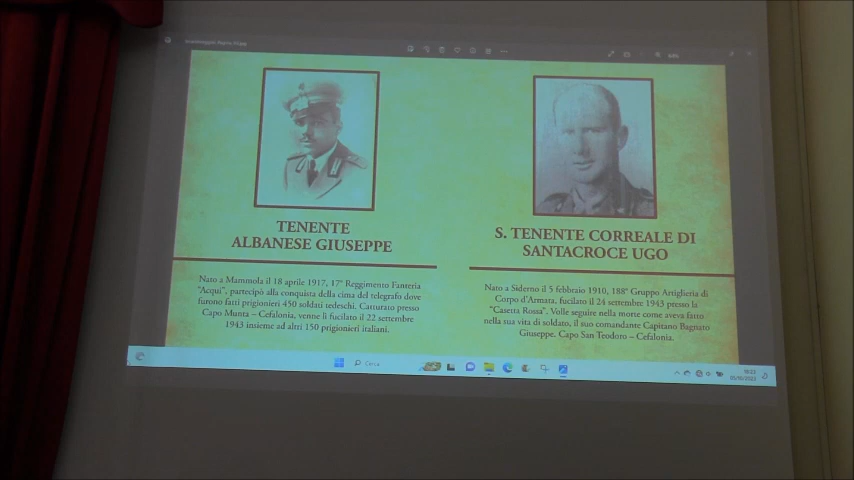 TENENTE
ALBANESE GIUSEPPE
Nato a Mammola il 18 aprile 1917, 17° Reggimento Fanteria
"Acqui", partecipò alla conquista della cima del telegrafo dove
furono fatti prigionieri 450 soldati tedeschi. Catturato presso
Capo Munta – Cefalonia, venne lì fucilato il 22 settembre
1943 insieme ad altri 150 prigionieri italiani.
S. TENENTE CORREALE DI
SANTACROCE UGO
Nato a Siderno il 5 febbraio 1910, 188° Gruppo Artiglieria di
Corpo d'Armata, fucilato il 24 settembre 1943 presso la
"Casetta Rossa". Volle seguire nella morte come aveva fatto
nella sua vita di soldato, il suo comandante Capitano Bagnato
Giuseppe. Capo San Teodoro – Cefalonia.
Cerca